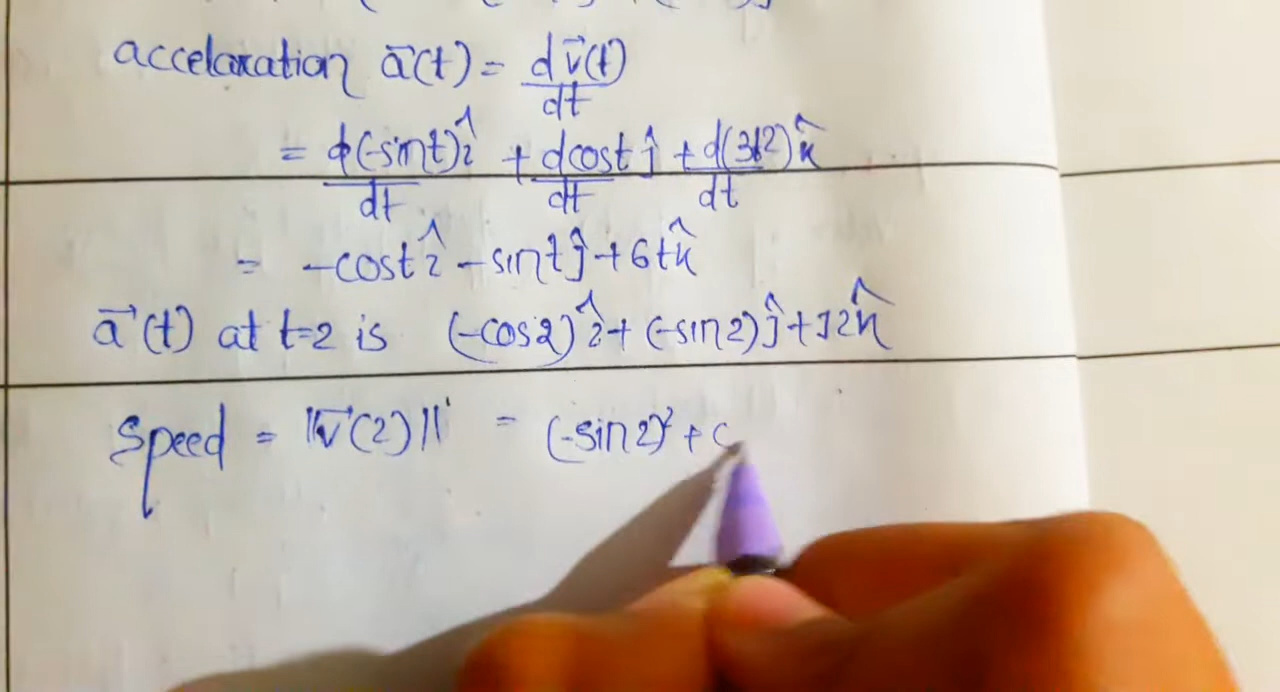 accelaration a⃗(t) = dv⃗(t)/dt
= d(-sint)î/dt + dcost ĵ/dt + d(3t2)k̂/dt
= -cost î - sint ĵ + 6t k̂
a⃗(t) at t=2 is (-cos2) î + (-sin2) ĵ + 12 k̂
Speed = ||v⃗(2)|| = (-sin2)² + c